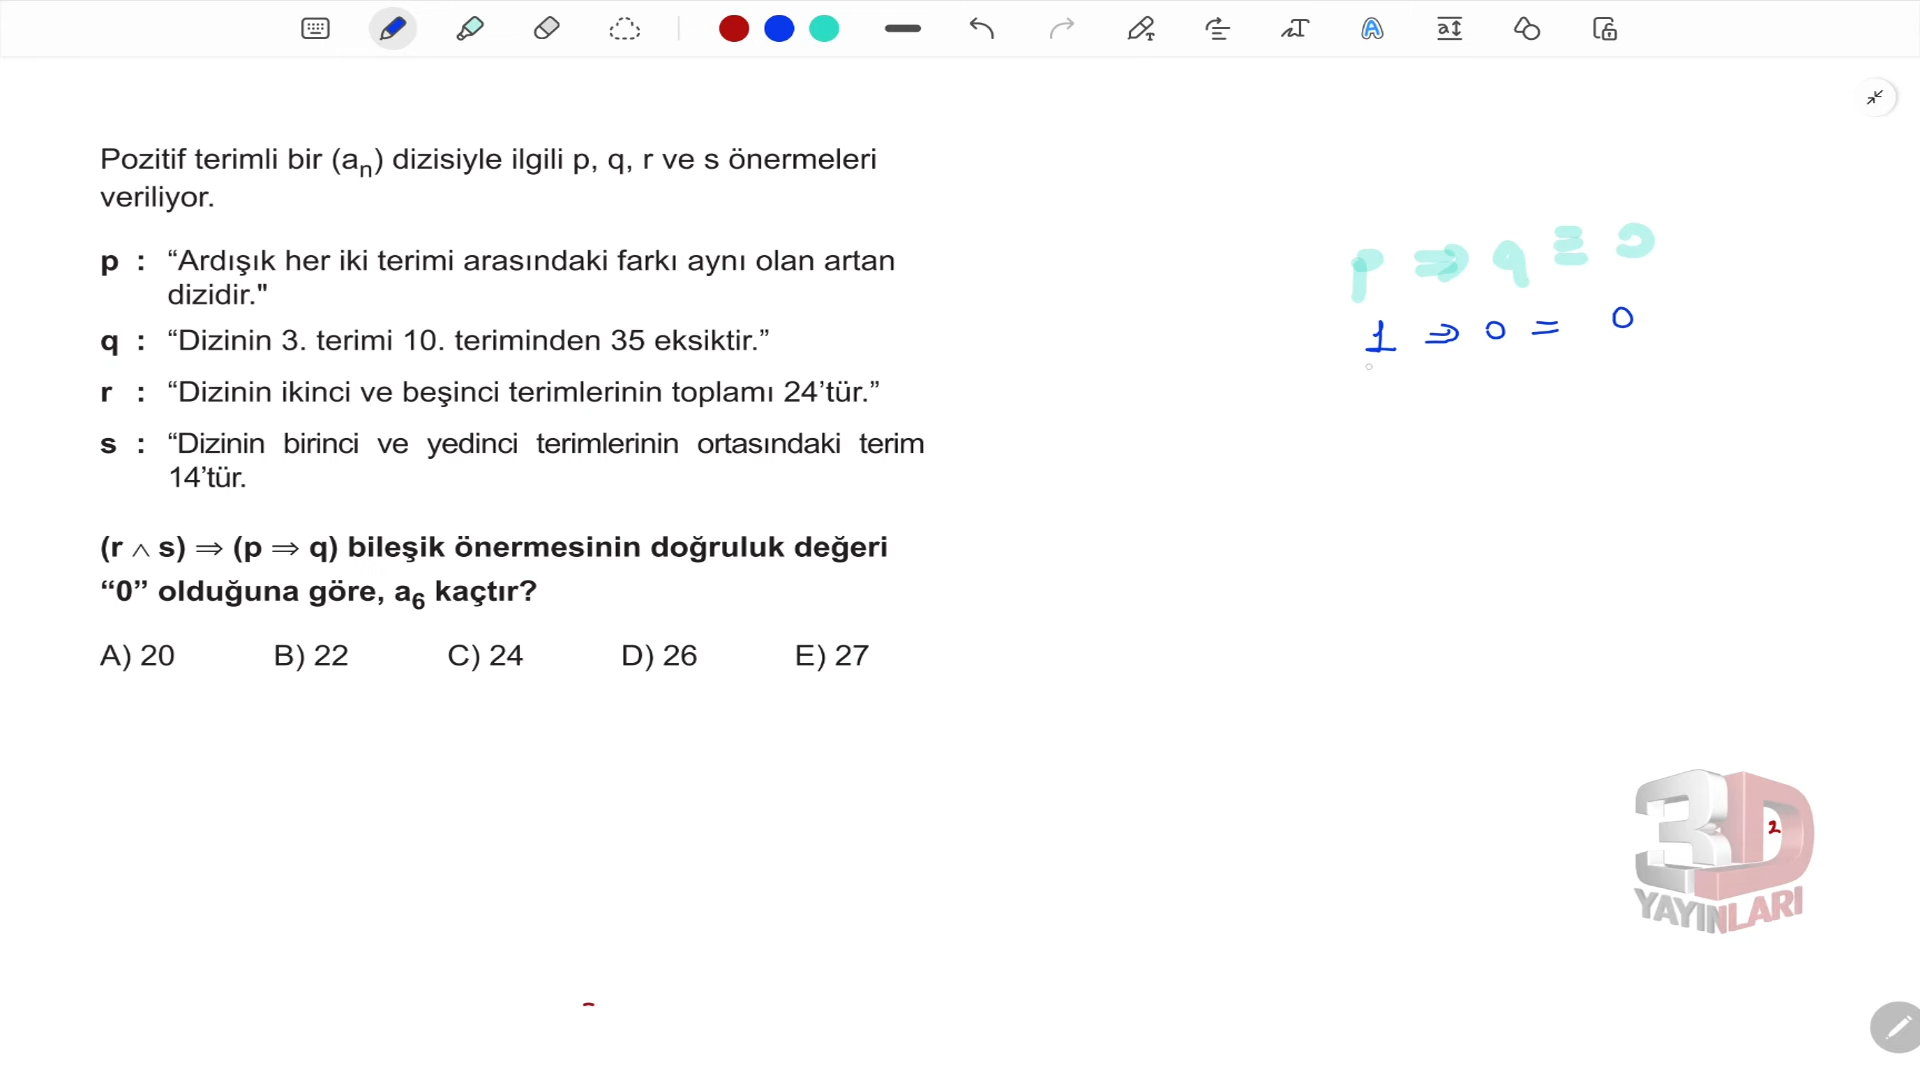 Pozitif terimli bir (aₙ) dizisiyle ilgili p, q, r ve s önermeleri
veriliyor.
p : “Ardışık her iki terimi arasındaki farkı aynı olan artan
dizidir."
q : “Dizinin 3. terimi 10. teriminden 35 eksiktir.”
r : “Dizinin ikinci ve beşinci terimlerinin toplamı 24’tür.”
s : “Dizinin birinci ve yedinci terimlerinin ortasındaki terim
14’tür.
(r ∧ s) ⇒ (p ⇒ q) bileşik önermesinin doğruluk değeri
“0” olduğuna göre, a₆ kaçtır?
A) 20 B) 22 C) 24 D) 26 E) 27
p ⇒ q ≡ 0
1 ⇒ 0 = 0
3D
2
YAYINLARI